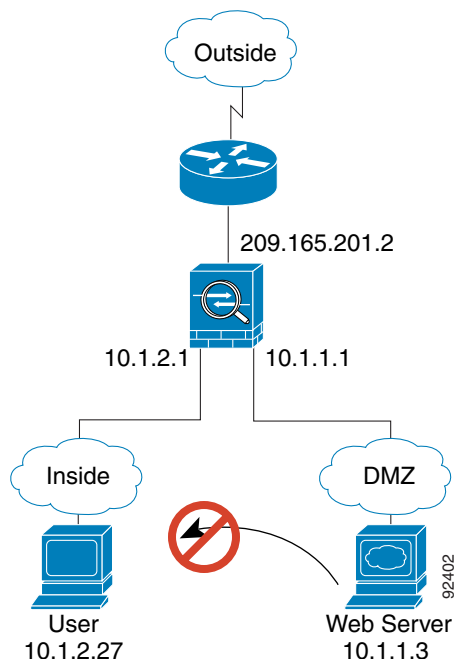 Outside
209.165.201.2
10.1.2.1
10.1.1.1
Inside
DMZ
User
10.1.2.27
Web Server
10.1.1.3
92402